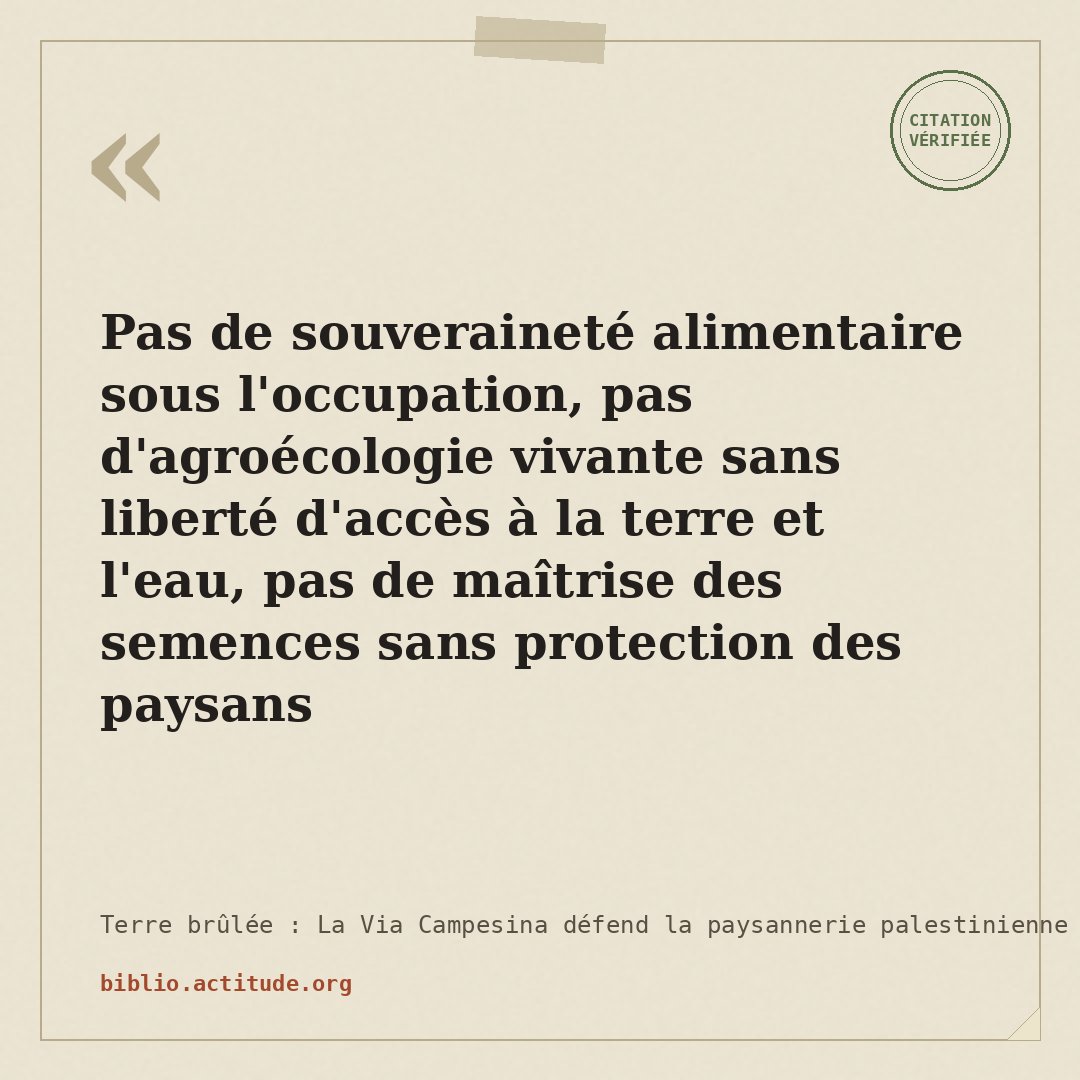 CITATION
VÉRIFIÉE
«
Pas de souveraineté alimentaire
sous l'occupation, pas
d'agroécologie vivante sans
liberté d'accès à la terre et
l'eau, pas de maîtrise des
semences sans protection des
paysans
Terre brûlée : La Via Campesina défend la paysannerie palestinienne
biblio.actitude.org